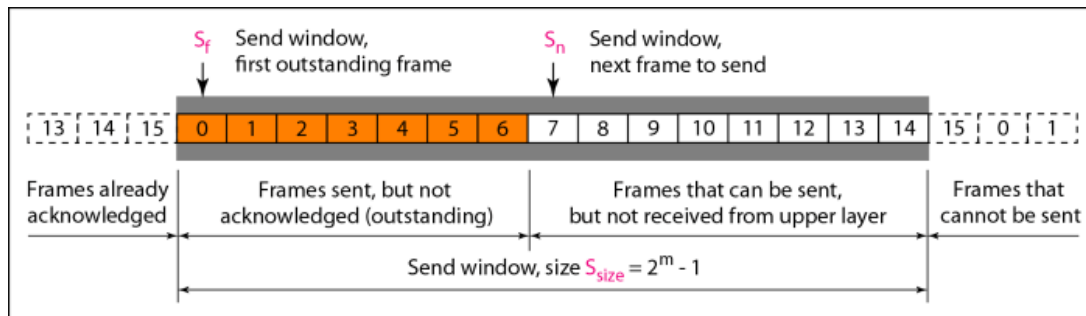 Sf Send window, Sn Send window,
first outstanding frame next frame to send
13 14 15 0 1 2 3 4 5 6 7 8 9 10 11 12 13 14 15 0 1
Frames already Frames sent, but not Frames that can be sent, Frames that
acknowledged acknowledged (outstanding) but not received from upper layer cannot be sent
Send window, size Ssize = 2^m - 1